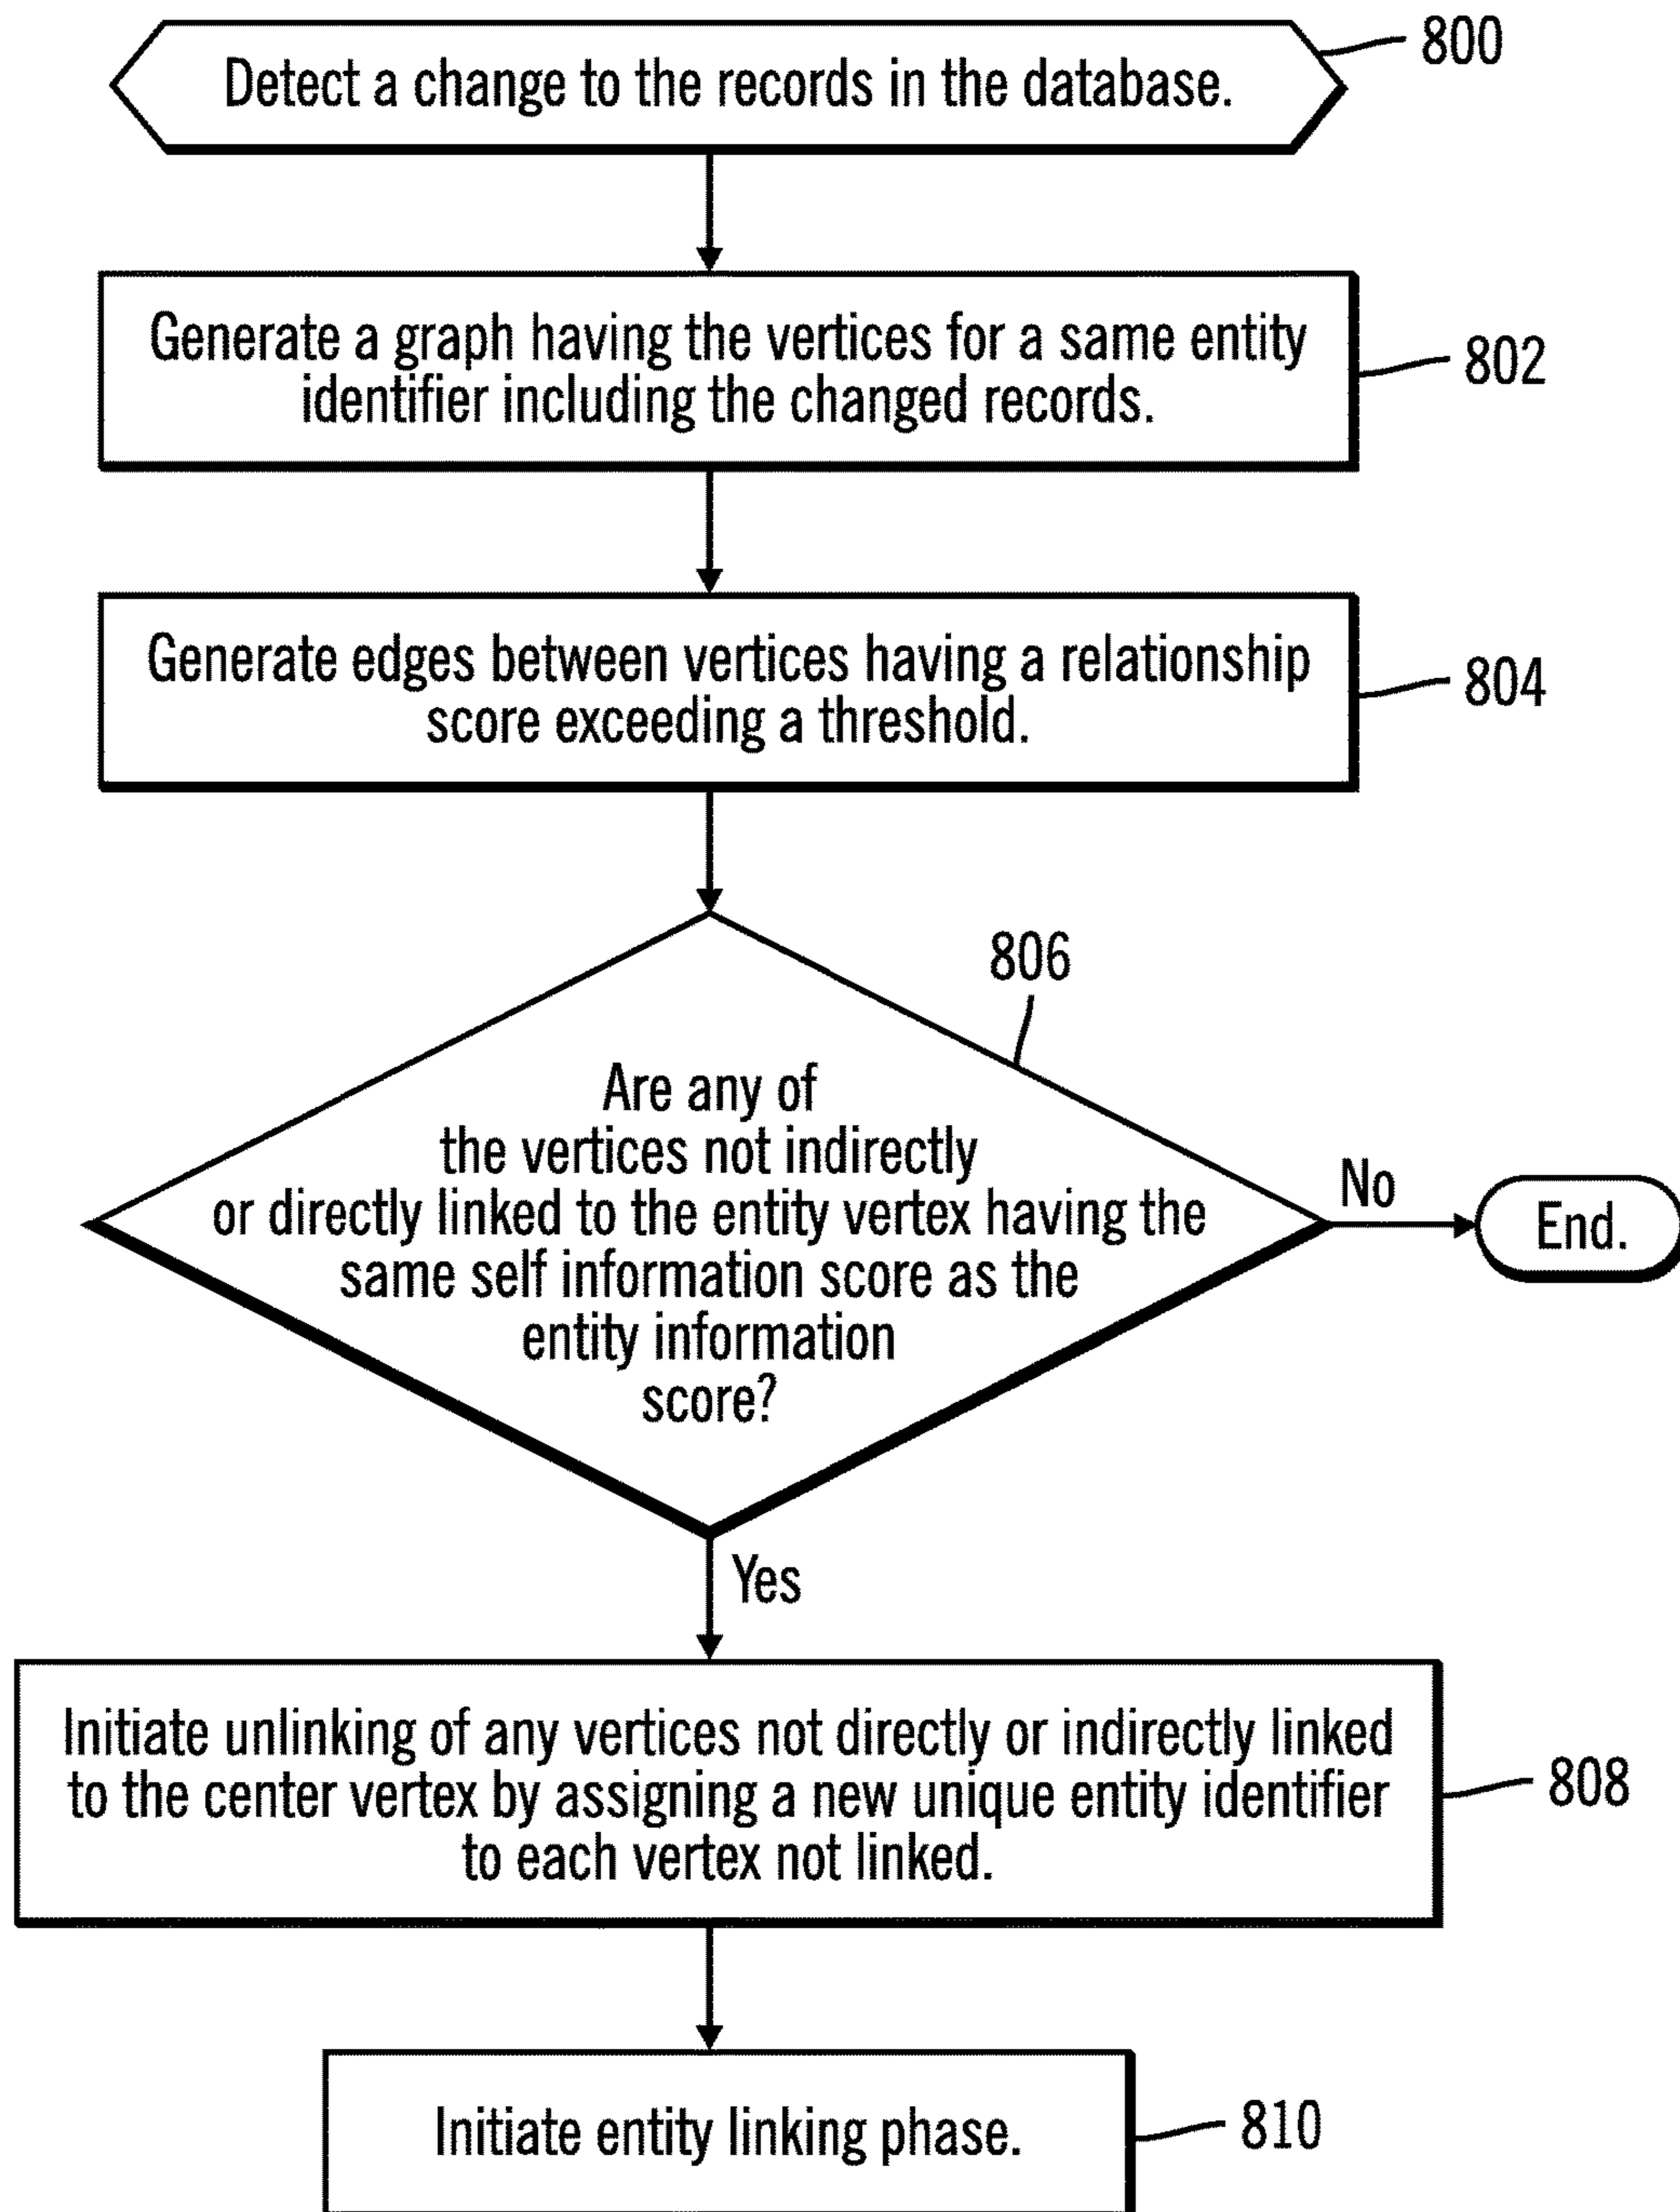 Detect a change to the records in the database.
800
Generate a graph having the vertices for a same entity
identifier including the changed records.
802
Generate edges between vertices having a relationship
score exceeding a threshold.
804
806
Are any of
the vertices not indirectly
or directly linked to the entity vertex having the
same self information score as the
entity information
score?
No
End.
Yes
Initiate unlinking of any vertices not directly or indirectly linked
to the center vertex by assigning a new unique entity identifier
to each vertex not linked.
808
Initiate entity linking phase.
810